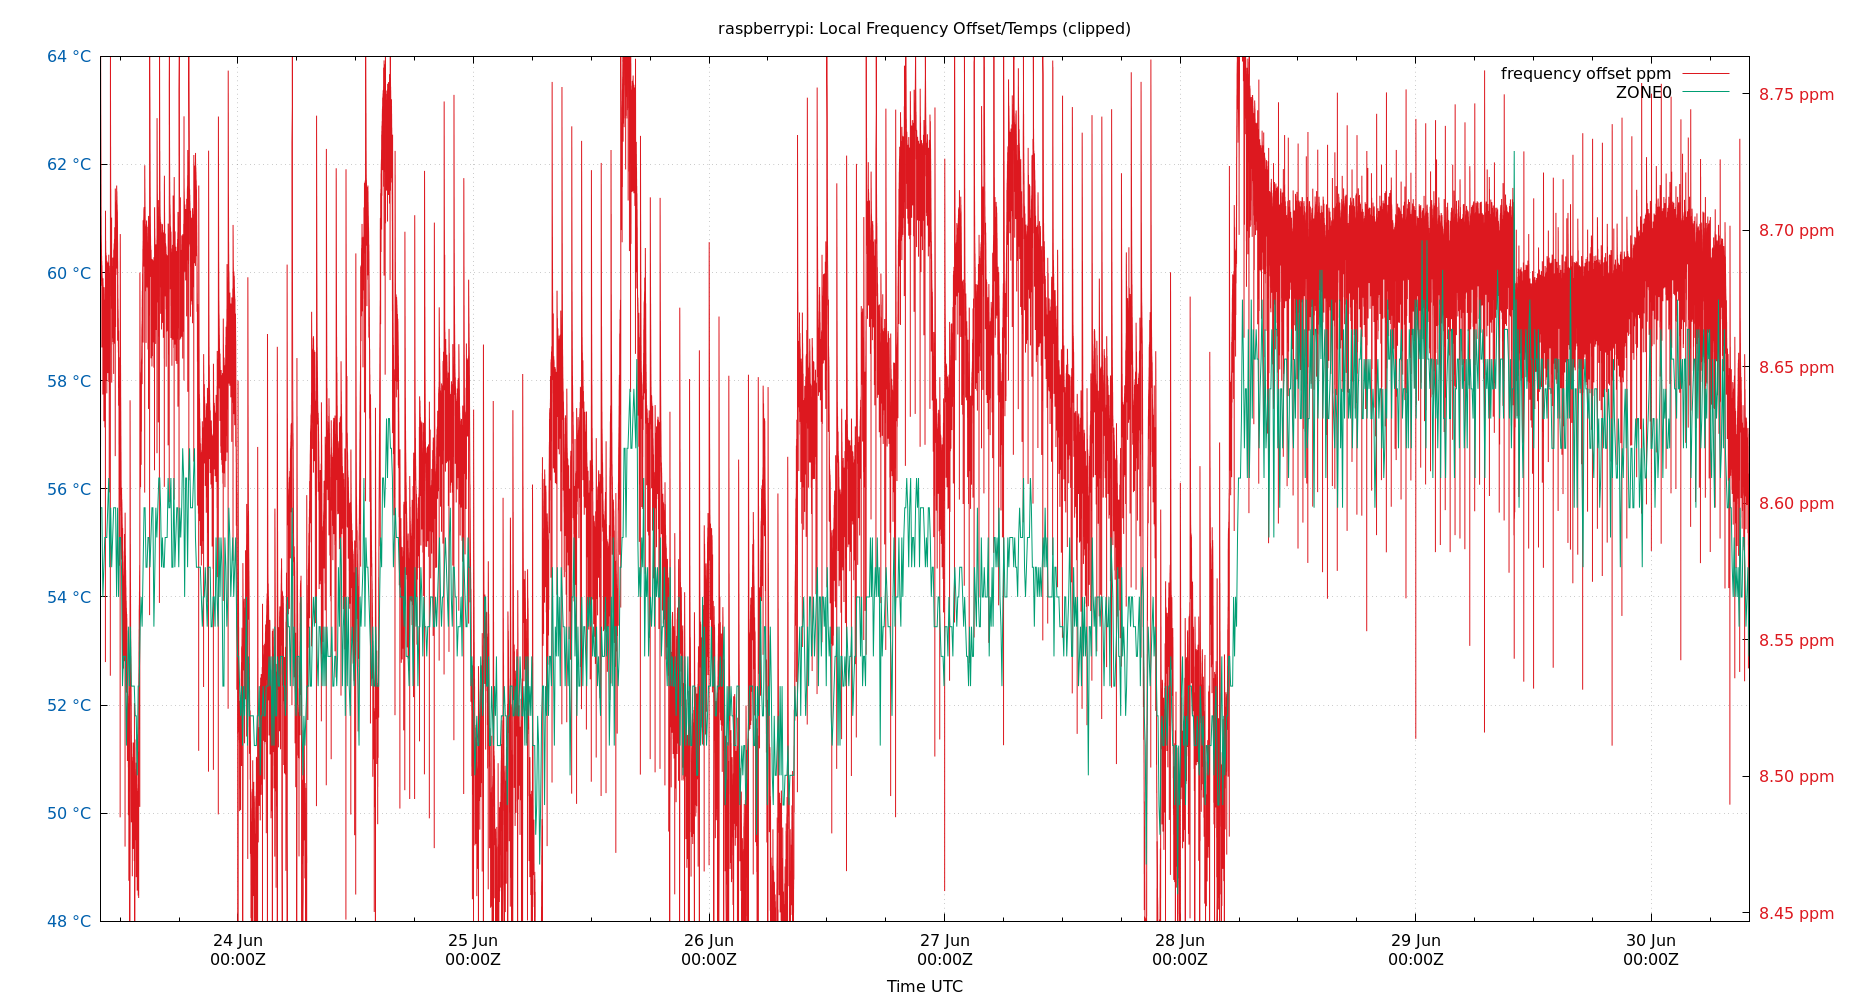 raspberrypi: Local Frequency Offset/Temps (clipped)
frequency offset ppm
ZONE0
64 °C
62 °C
60 °C
58 °C
56 °C
54 °C
52 °C
50 °C
48 °C
8.75 ppm
8.70 ppm
8.65 ppm
8.60 ppm
8.55 ppm
8.50 ppm
8.45 ppm
24 Jun
00:00Z
25 Jun
00:00Z
26 Jun
00:00Z
27 Jun
00:00Z
28 Jun
00:00Z
29 Jun
00:00Z
30 Jun
00:00Z
Time UTC